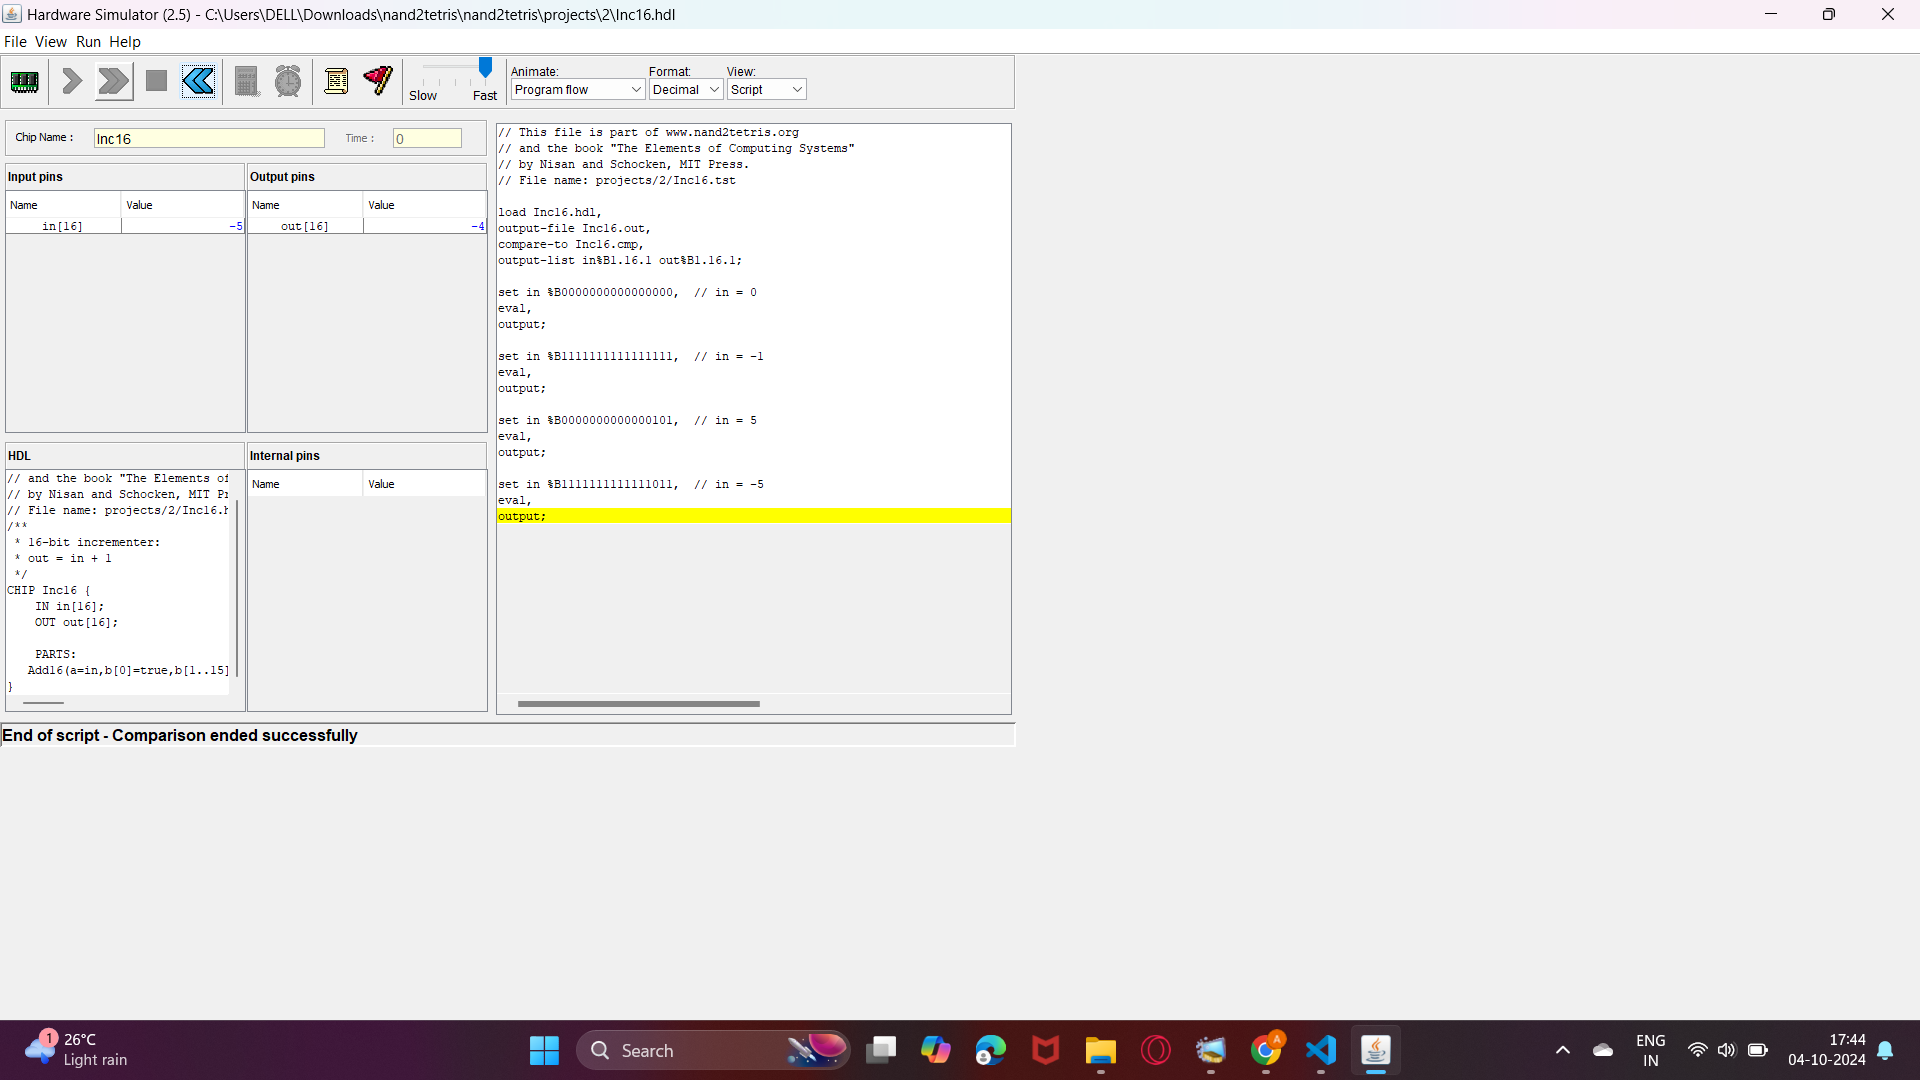 Hardware Simulator (2.5) - C:\Users\DELL\Downloads\nand2tetris\nand2tetris\projects\2\Inc16.hdl
File View Run Help
Slow Fast
Animate:
Program flow
Format:
Decimal
View:
Script
Chip Name :
Inc16
Time :
0
Input pins
Name Value
in[16] -5
Output pins
Name Value
out[16] -4
HDL
// and the book "The Elements of
// by Nisan and Schocken, MIT Pr
// File name: projects/2/Inc16.h
/**
* 16-bit incrementer:
* out = in + 1
*/
CHIP Inc16 {
IN in[16];
OUT out[16];
PARTS:
Add16(a=in,b[0]=true,b[1..15]
}
Internal pins
Name Value
// This file is part of www.nand2tetris.org
// and the book "The Elements of Computing Systems"
// by Nisan and Schocken, MIT Press.
// File name: projects/2/Inc16.tst
load Inc16.hdl,
output-file Inc16.out,
compare-to Inc16.cmp,
output-list in%B1.16.1 out%B1.16.1;
set in %B0000000000000000,  // in = 0
eval,
output;
set in %B1111111111111111,  // in = -1
eval,
output;
set in %B0000000000000101,  // in = 5
eval,
output;
set in %B1111111111111011,  // in = -5
eval,
output;
End of script - Comparison ended successfully
1
26°C
Light rain
Search
A
ENG
IN
17:44
04-10-2024